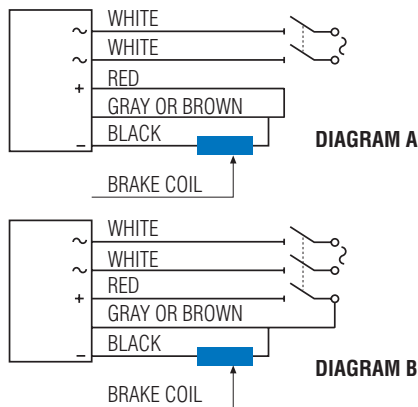 WHITE
~
WHITE
~
RED
+
GRAY OR BROWN
BLACK
–
DIAGRAM A
BRAKE COIL
WHITE
~
WHITE
~
RED
+
GRAY OR BROWN
BLACK
–
DIAGRAM B
BRAKE COIL